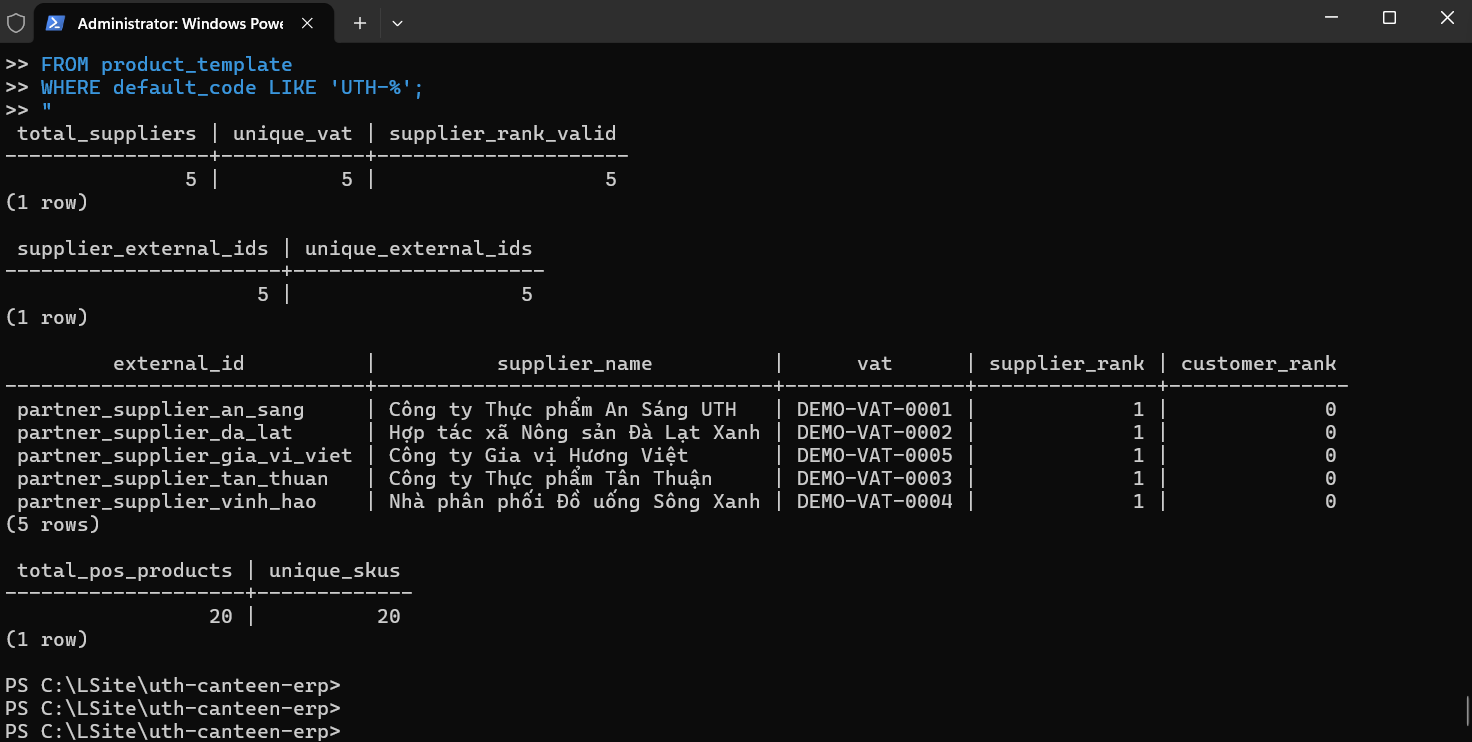 Administrator: Windows Powe
>> FROM product_template
>> WHERE default_code LIKE 'UTH-%';
>> "
 total_suppliers | unique_vat | supplier_rank_valid
-----------------+------------+---------------------
               5 |          5 |                   5
(1 row)
 supplier_external_ids | unique_external_ids
-----------------------+---------------------
                     5 |                   5
(1 row)
         external_id          |          supplier_name           |      vat      | supplier_rank | customer_rank
------------------------------+----------------------------------+---------------+---------------+---------------
 partner_supplier_an_sang     | Công ty Thực phẩm An Sáng UTH    | DEMO-VAT-0001 |             1 |             0
 partner_supplier_da_lat      | Hợp tác xã Nông sản Đà Lạt Xanh  | DEMO-VAT-0002 |             1 |             0
 partner_supplier_gia_vi_viet | Công ty Gia vị Hương Việt        | DEMO-VAT-0005 |             1 |             0
 partner_supplier_tan_thuan   | Công ty Thực phẩm Tân Thuận      | DEMO-VAT-0003 |             1 |             0
 partner_supplier_vinh_hao    | Nhà phân phối Đồ uống Sông Xanh  | DEMO-VAT-0004 |             1 |             0
(5 rows)
 total_pos_products | unique_skus
--------------------+-------------
                 20 |          20
(1 row)
PS C:\LSite\uth-canteen-erp>
PS C:\LSite\uth-canteen-erp>
PS C:\LSite\uth-canteen-erp>